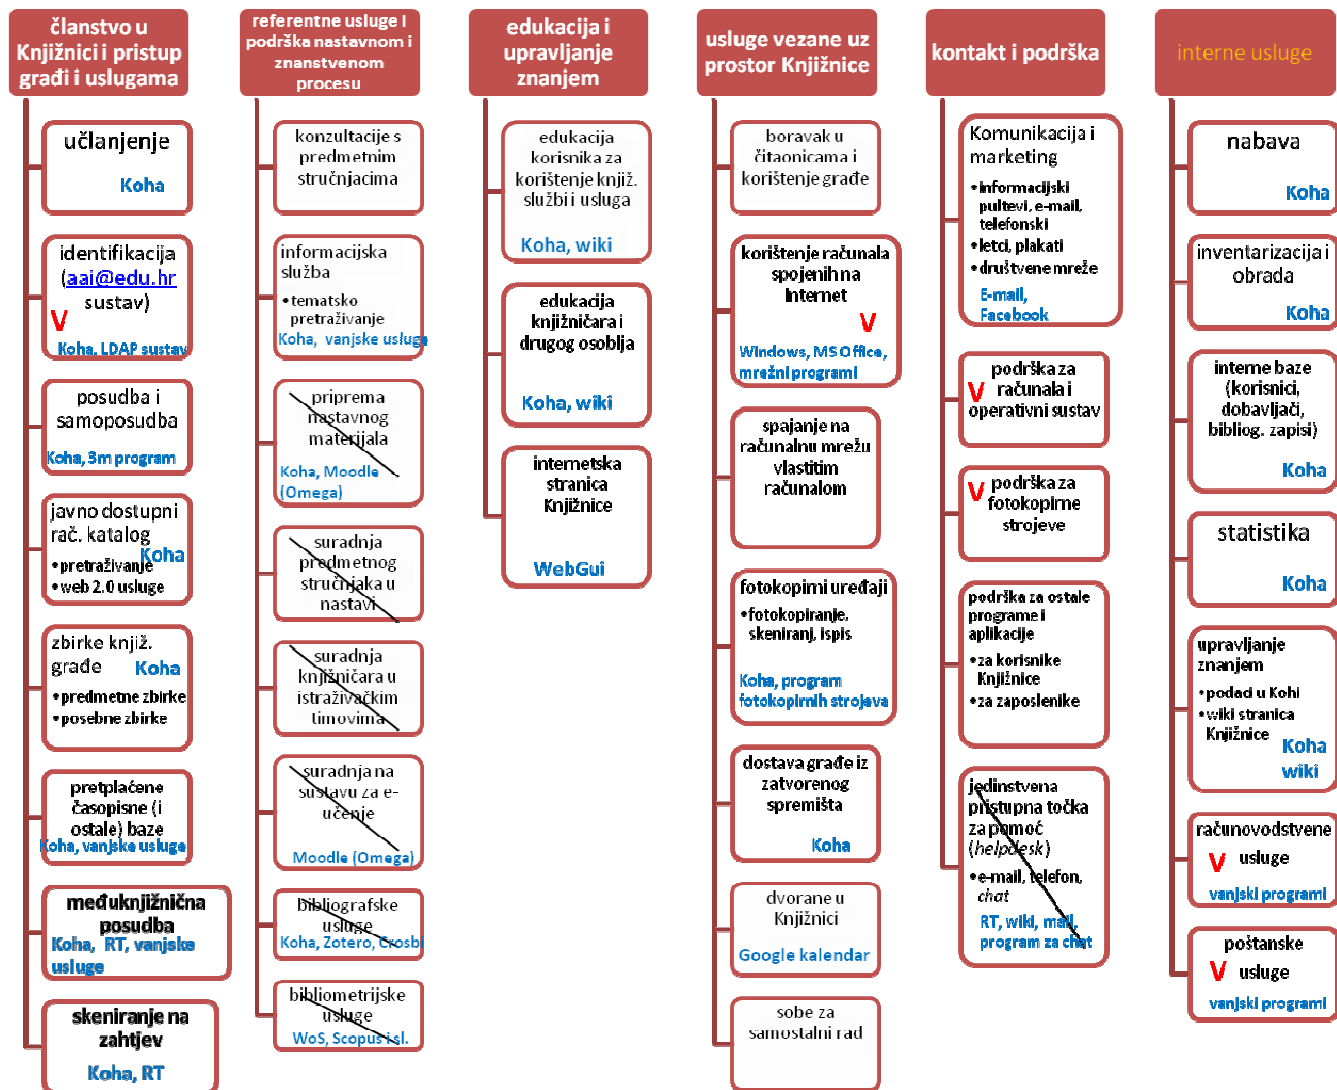 članstvo u
Knjižnici i pristup
građi i uslugama
učlanjenje
Koha
identifikacija
(aai@edu.hr
sustav)
V
Koha, LDAP sustav
posudba i
samoposudba
Koha, 3m program
javno dostupni
rač. katalog
Koha
•pretraživanje
•web 2.0 usluge
zbirke knjiž.
građe
Koha
•predmetne zbirke
•posebne zbirke
pretplaćene
časopisne (i
ostale) baze
Koha, vanjske usluge
međuknjižnična
posudba
Koha, RT, vanjske
usluge
skeniranje na
zahtjev
Koha, RT
referentne usluge i
podrška nastavnom i
znanstvenom
procesu
konzultacije s
predmetnim
stručnjacima
informacijska
služba
•tematsko
pretraživanje
Koha, vanjske usluge
priprema
nastavnog
materijala
Koha, Moodle
(Omega)
suradnja
predmetnog
stručnjaka u
nastavi
suradnja
knjižničara u
istraživačkim
timovima
suradnja na
sustavu za e-
učenje
Moodle (Omega)
bibliografske
usluge
Koha, Zotero, Crosbi
bibliometrijske
usluge
WoS, Scopus i sl.
edukacija i
upravljanje
znanjem
edukacija
korisnika za
korištenje knjiž.
službi i usluga
Koha, wiki
edukacija
knjižničara i
drugog osoblja
Koha, wiki
internetska
stranica
Knjižnice
WebGui
usluge vezane uz
prostor Knjižnice
boravak u
čitaonicama i
korištenje građe
korištenje računala
spojenih na
Internet
V
Windows, MS Office,
mrežni programi
spajanje na
računalnu mrežu
vlastitim
računalom
fotokopirni uređaji
•fotokopiranje,
skeniranj, ispis
Koha, program
fotokopirnih strojeva
dostava građe iz
zatvorenog
spremišta
Koha
dvorane u
Knjižnici
Google kalendar
sobe za
samostalni rad
kontakt i podrška
Komunikacija i
marketing
•informacijski
pultevi, e-mail,
telefonski
•letci, plakati
•društvene mreže
E-mail,
Facebook
V
podrška za
računala i
operativni sustav
V
podrška za
fotokopirne
strojeve
podrška za ostale
programe i
aplikacije
•za korisnike
Knjižnice
•za zaposlenike
jedinstvena
pristupna točka
za pomoć
(helpdesk)
•e-mail, telefon,
chat
RT, wiki, mail,
program za chat
interne usluge
nabava
Koha
inventarizacija i
obrada
Koha
interne baze
(korisnici,
dobavljači,
bibliog. zapisi)
Koha
statistika
Koha
upravljanje
znanjem
•podaci u Kohi
•wiki stranica
Knjižnice
Koha
wiki
računovodstvene
usluge
V
vanjski programi
poštanske
usluge
V
vanjski programi